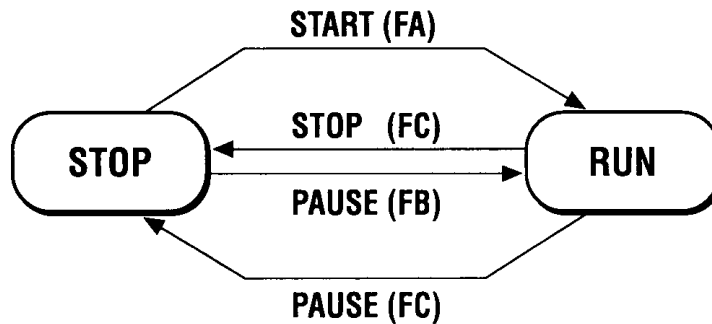 START (FA)
STOP (FC)
STOP
RUN
PAUSE (FB)
PAUSE (FC)